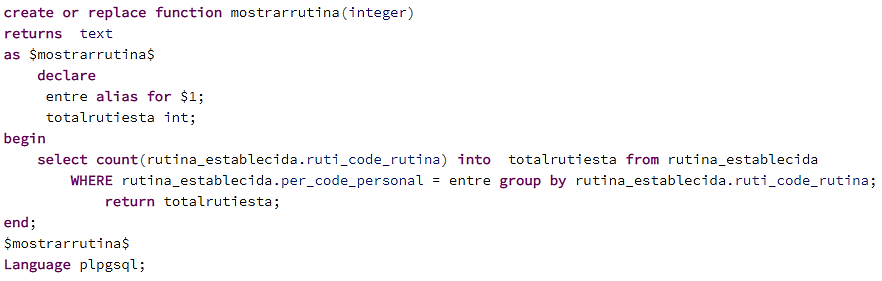 create or replace function mostrarrutina(integer)
returns  text
as $mostrarrutina$
    declare
     entre alias for $1;
     totalrutiesta int;
begin
    select count(rutina_establecida.ruti_code_rutina) into  totalrutiesta from rutina_establecida
        WHERE rutina_establecida.per_code_personal = entre group by rutina_establecida.ruti_code_rutina;
            return totalrutiesta;
end;
$mostrarrutina$
Language plpgsql;